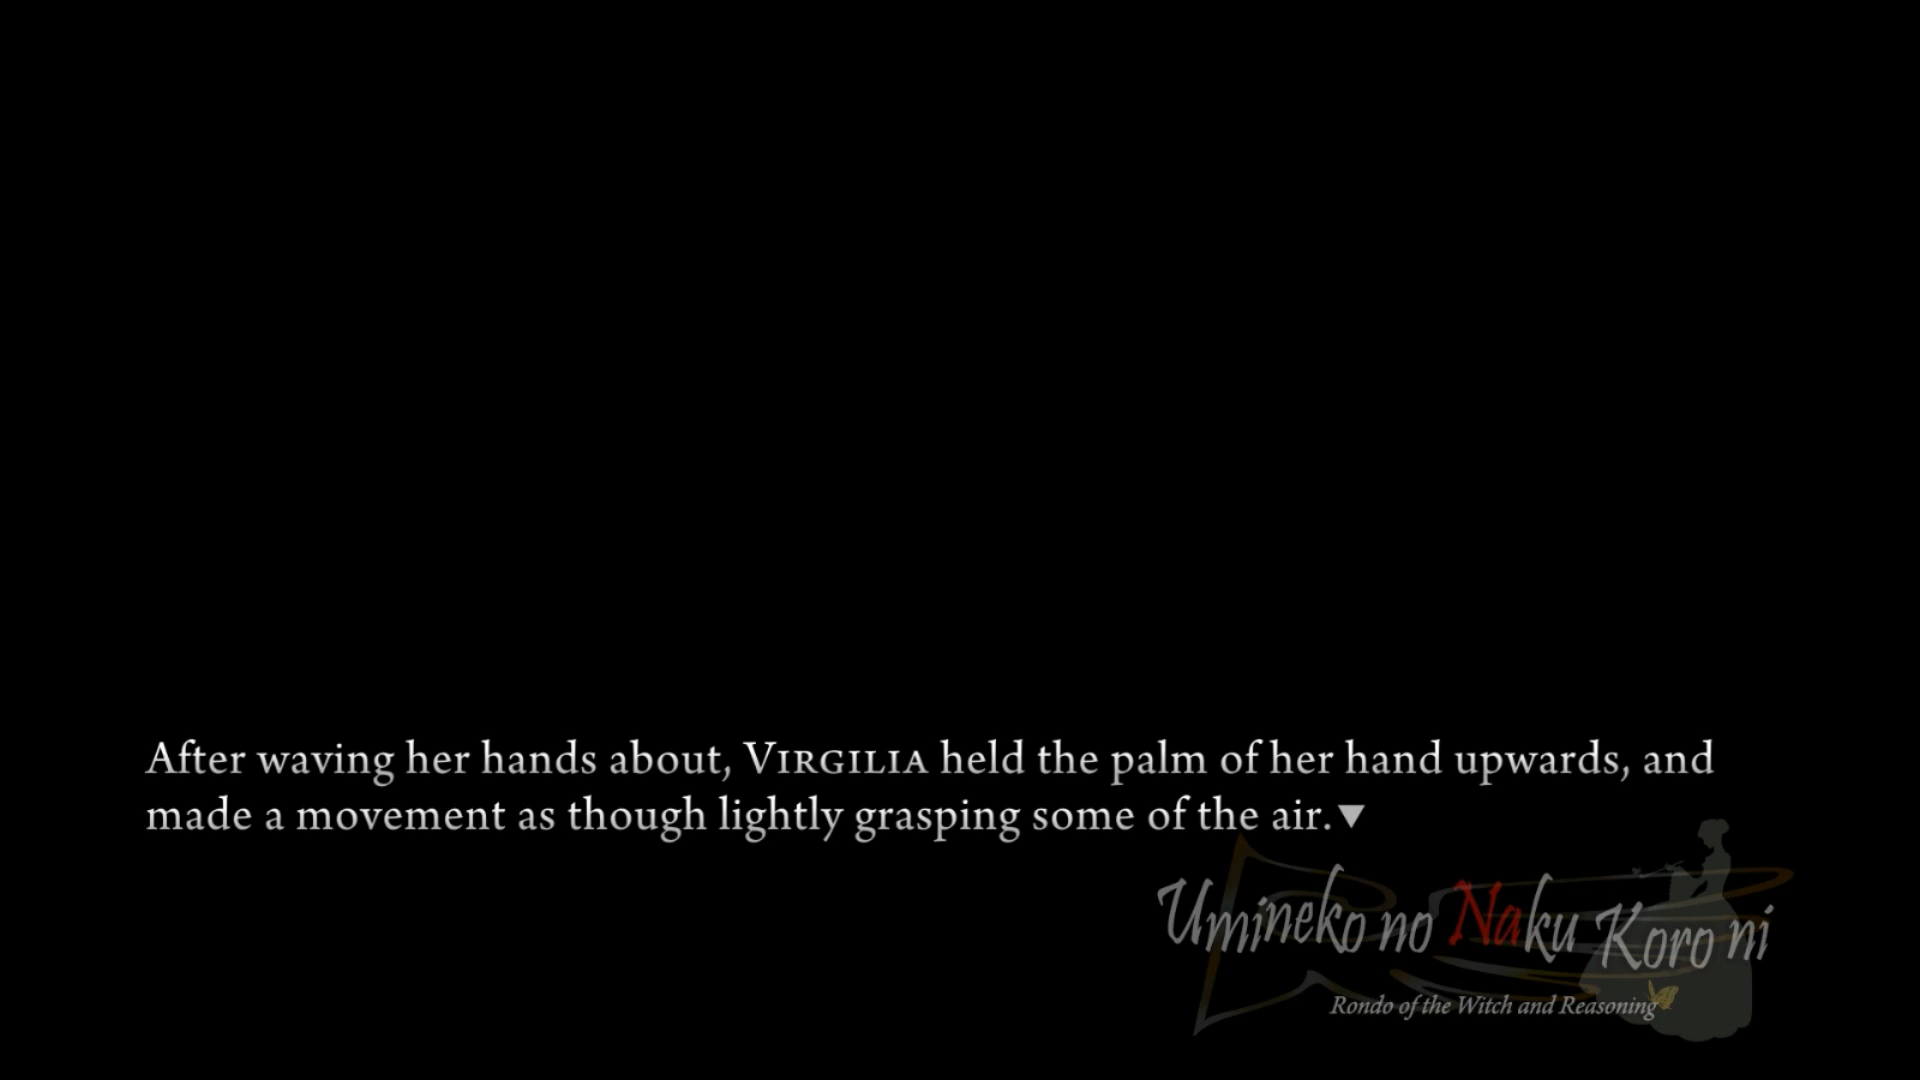 After waving her hands about, VIRGILIA held the palm of her hand upwards, and
made a movement as though lightly grasping some of the air.
Umineko no Naku Koro ni
Rondo of the Witch and Reasoning